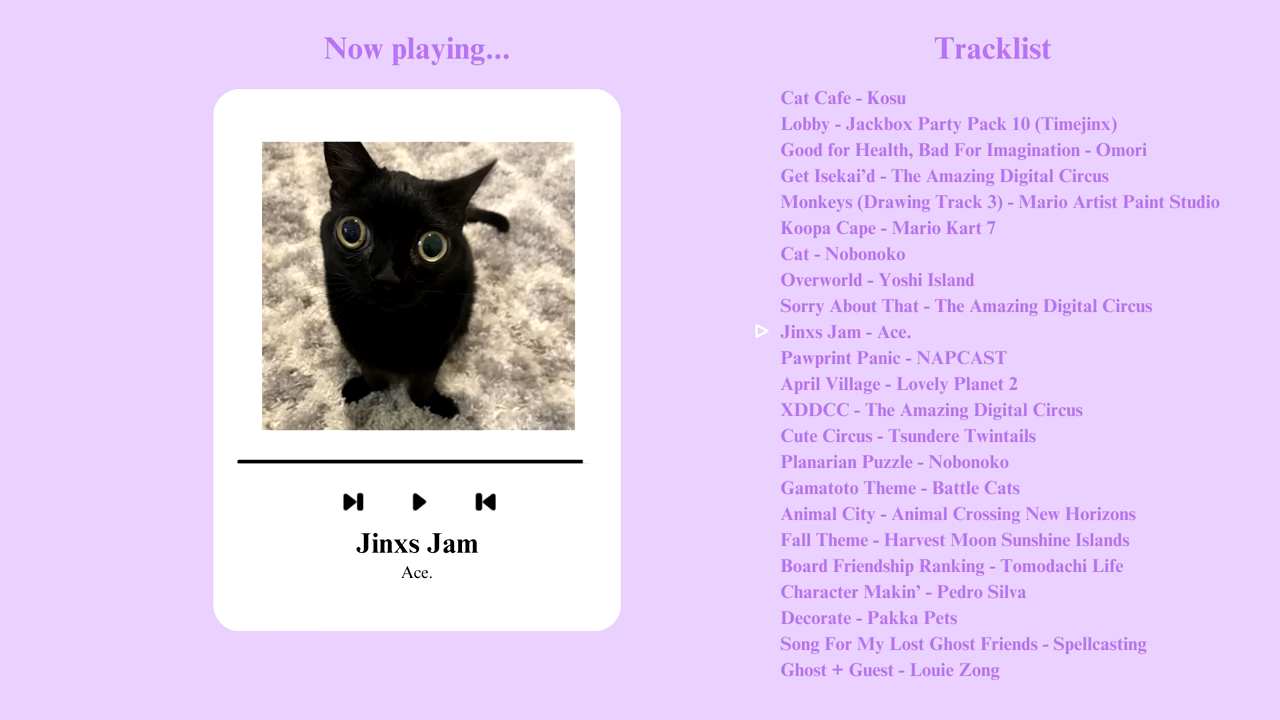 Now playing...
Jinxs Jam
Ace.
Tracklist
Cat Cafe - Kosu
Lobby - Jackbox Party Pack 10 (Timejinx)
Good for Health, Bad For Imagination - Omori
Get Isekai’d - The Amazing Digital Circus
Monkeys (Drawing Track 3) - Mario Artist Paint Studio
Koopa Cape - Mario Kart 7
Cat - Nobonoko
Overworld - Yoshi Island
Sorry About That - The Amazing Digital Circus
Jinxs Jam - Ace.
Pawprint Panic - NAPCAST
April Village - Lovely Planet 2
XDDCC - The Amazing Digital Circus
Cute Circus - Tsundere Twintails
Planarian Puzzle - Nobonoko
Gamatoto Theme - Battle Cats
Animal City - Animal Crossing New Horizons
Fall Theme - Harvest Moon Sunshine Islands
Board Friendship Ranking - Tomodachi Life
Character Makin’ - Pedro Silva
Decorate - Pakka Pets
Song For My Lost Ghost Friends - Spellcasting
Ghost + Guest - Louie Zong